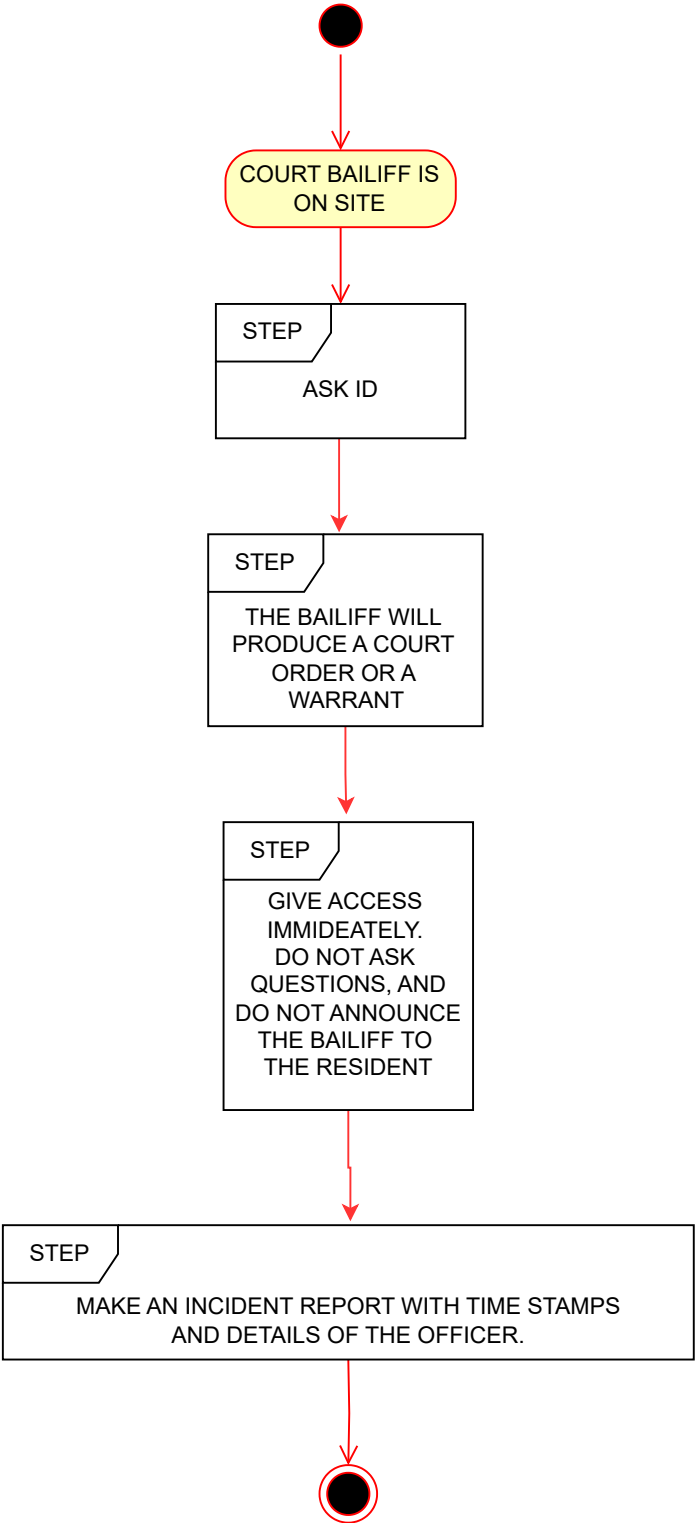 COURT BAILIFF IS
ON SITE
STEP
ASK ID
STEP
THE BAILIFF WILL
PRODUCE A COURT
ORDER OR A
WARRANT
STEP
GIVE ACCESS
IMMIDEATELY.
DO NOT ASK
QUESTIONS, AND
DO NOT ANNOUNCE
THE BAILIFF TO
THE RESIDENT
STEP
MAKE AN INCIDENT REPORT WITH TIME STAMPS
AND DETAILS OF THE OFFICER.